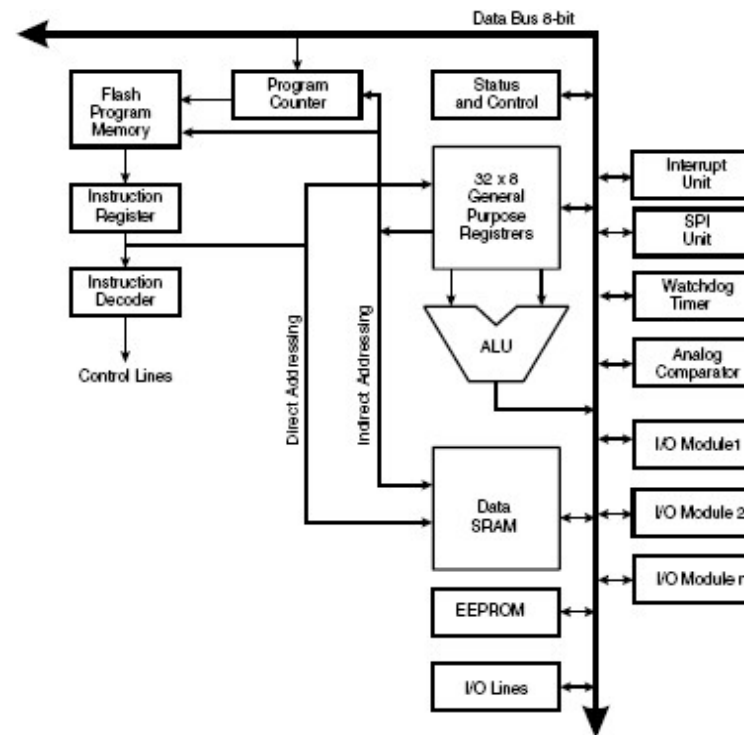 Data Bus 8-bit
Flash
Program
Memory
Program
Counter
Status
and Control
Instruction
Register
32 x 8
General
Purpose
Registrers
Interrupt
Unit
SPI
Unit
Instruction
Decoder
Watchdog
Timer
Control Lines
Direct Addressing
Indirect Addressing
ALU
Analog
Comparator
I/O Module1
Data
SRAM
I/O Module 2
I/O Module n
EEPROM
I/O Lines